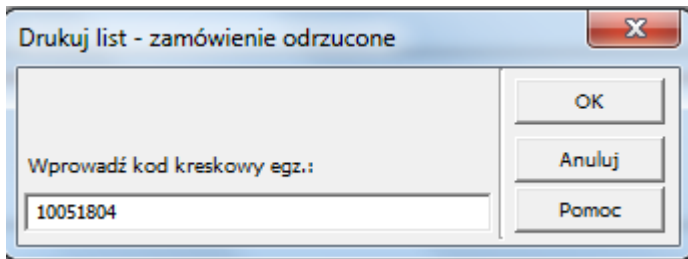 Drukuj list - zamówienie odrzucone
OK
Wprowadź kod kreskowy egz.:
Anuluj
10051804
Pomoc